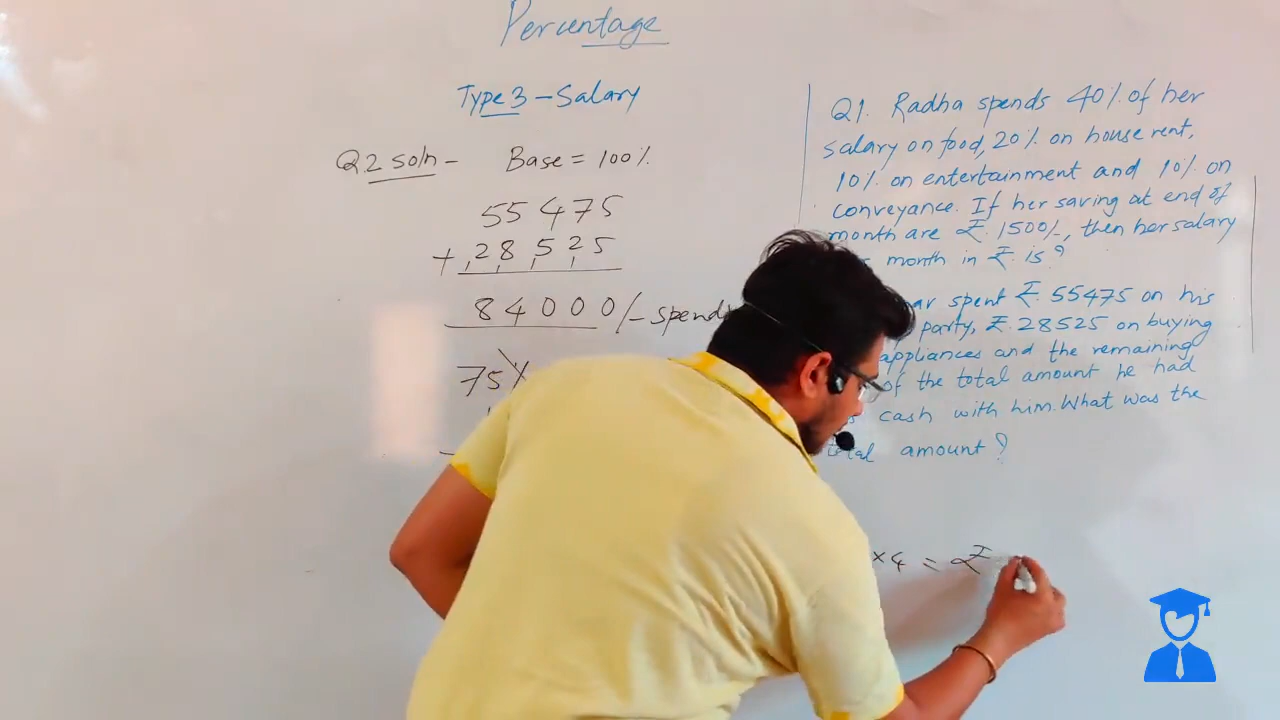 Percentage
Type 3 - Salary
Q.2 soln - Base = 100%
55475
+ 28525
84000/- spends
75%
Q1. Radha spends 40% of her
salary on food, 20% on house rent,
10% on entertainment and 10% on
conveyance. If her saving at end of
month are ₹. 1500/-, then her salary
month in ₹. is?
spent ₹. 55475 on his
party, ₹. 28525 on buying
appliances and the remaining
of the total amount he had
cash with him. What was the
total amount?
×4 = ₹